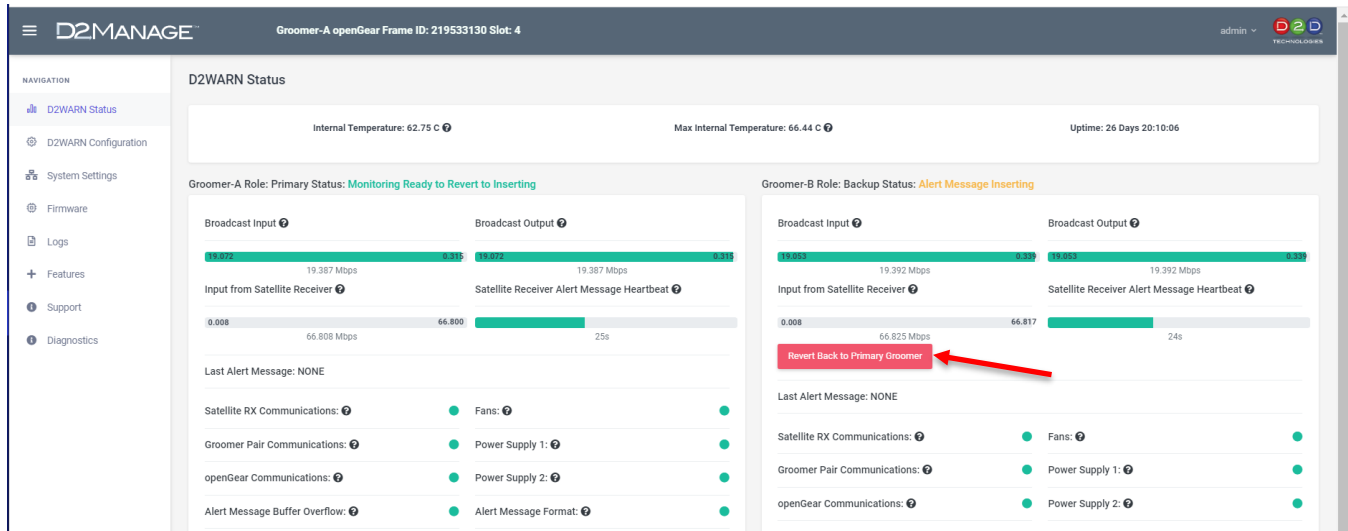 D2MANAGE™
Groomer-A openGear Frame ID: 219533130 Slot: 4
admin
D2D
TECHNOLOGIES
NAVIGATION
D2WARN Status
D2WARN Configuration
System Settings
Firmware
Logs
Features
Support
Diagnostics
D2WARN Status
Internal Temperature: 62.75 C
Max Internal Temperature: 66.44 C
Uptime: 26 Days 20:10:06
Groomer-A Role: Primary Status: Monitoring Ready to Revert to Inserting
Broadcast Input
Broadcast Output
19.072 0.315
19.072 0.315
19.387 Mbps
19.387 Mbps
Input from Satellite Receiver
Satellite Receiver Alert Message Heartbeat
0.008 66.800
66.808 Mbps
25s
Last Alert Message: NONE
Satellite RX Communications:
Fans:
Groomer Pair Communications:
Power Supply 1:
openGear Communications:
Power Supply 2:
Alert Message Buffer Overflow:
Alert Message Format:
Groomer-B Role: Backup Status: Alert Message Inserting
Broadcast Input
Broadcast Output
19.053 0.339
19.053 0.339
19.392 Mbps
19.392 Mbps
Input from Satellite Receiver
Satellite Receiver Alert Message Heartbeat
0.008 66.817
66.825 Mbps
24s
Revert Back to Primary Groomer
Last Alert Message: NONE
Satellite RX Communications:
Fans:
Groomer Pair Communications:
Power Supply 1:
openGear Communications:
Power Supply 2: